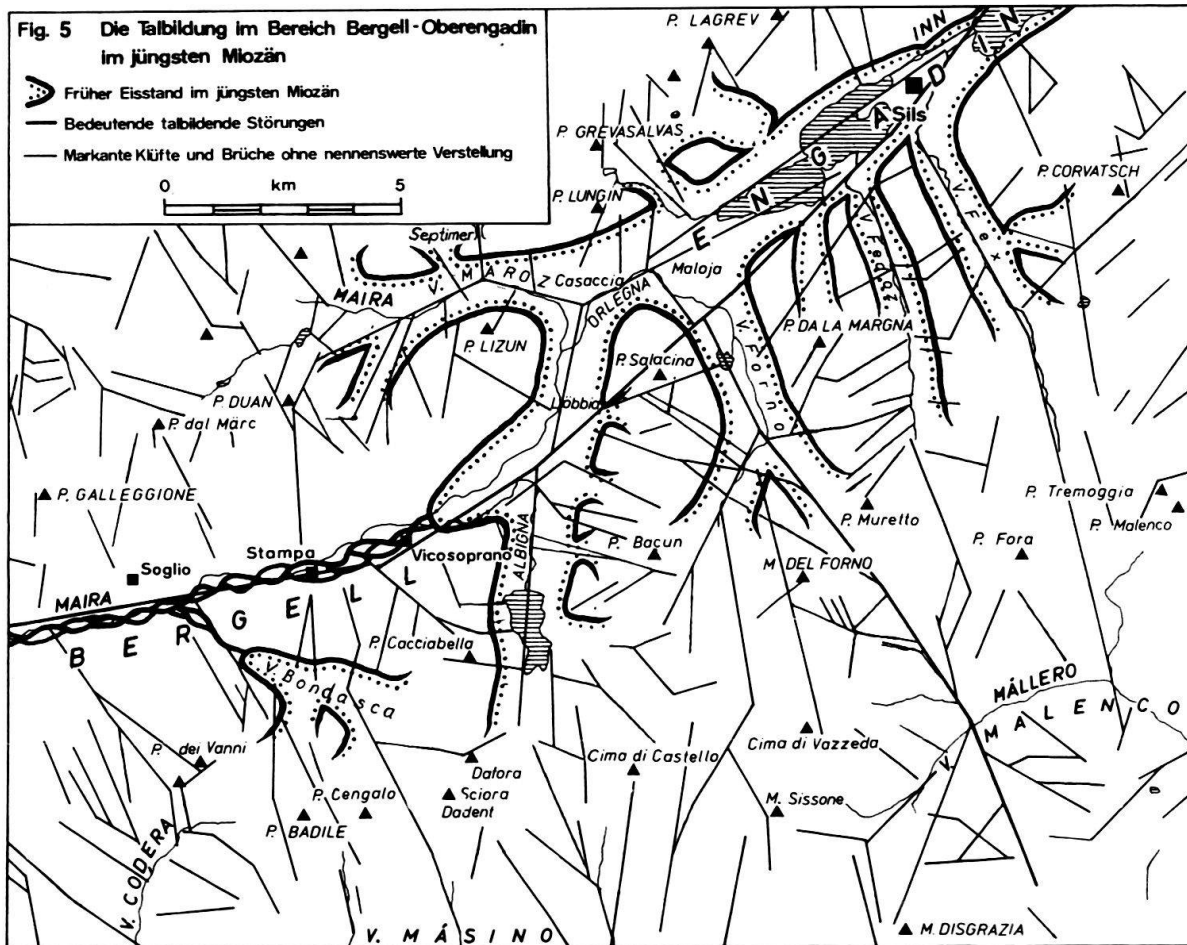 Fig. 5 Die Talbildung im Bereich Bergell-Oberengadin
im jüngsten Miozän
Früher Eisstand im jüngsten Miozän
Bedeutende talbildende Störungen
Markante Klüfte und Brüche ohne nennenswerte Verstellung
0 km 5
P. LAGREV
INN
ENGADIN
Sils
P. GREVASALVAS
P. CORVATSCH
V. Fex
P. LUNGIN
V. Fedoz
Septimer
V. MAROZ
Casaccia
Maloja
MAIRA
ORLEGNA
P. LIZUN
P. DA LA MARGNA
V. Forno
P. Salacina
Löbbia
P. DUAN
P. dal Märc
P. GALLEGGIONE
P. Tremoggia
P. Muretto
P. Malenco
ALBIGNA
P. Bacun
P. Fora
Stampa
Vicosoprano
Soglio
M. DEL FORNO
MAIRA
BERGELL
P. Cacciabella
V. Bondasca
MÁLLERO
V. MALENCO
P. dei Vanni
Cima di Vazzeda
Cima di Castello
Dafora
Sciora
Dadent
P. Cengalo
M. Sissone
P. BADILE
V. CODERA
V. MÁSINO
M. DISGRAZIA